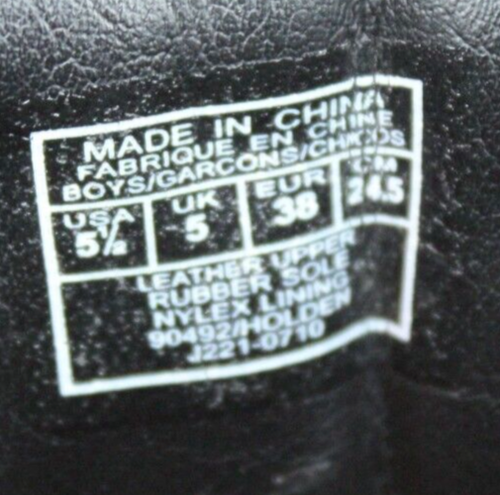 MADE IN CHINA
FABRIQUE EN CHINE
BOYS/GARCONS/CHICOS
USA UK EUR CM
5½ 5 38 24.5
LEATHER UPPER
RUBBER SOLE
NYLEX LINING
90492/HOLDEN
J221-0710